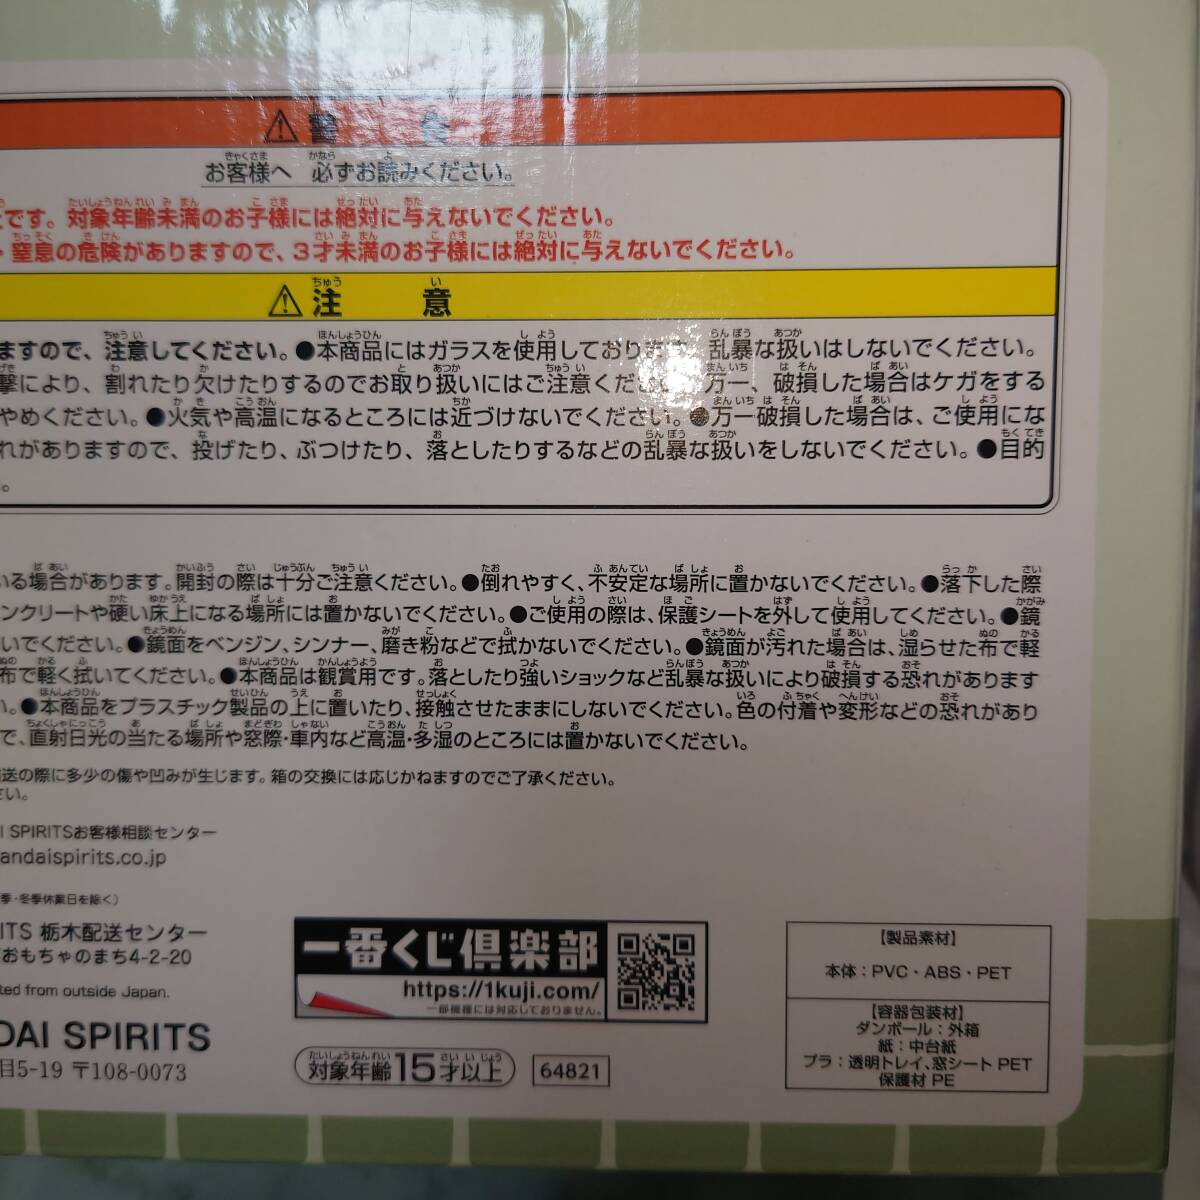 警 告
お客様へ 必ずお読みください。
です。対象年齢未満のお子様には絶対に与えないでください。
・窒息の危険がありますので、3才未満のお子様には絶対に与えないでください。
注 意
ますので、注意してください。●本商品にはガラスを使用しております。乱暴な扱いはしないでください。
撃により、割れたり欠けたりするのでお取り扱いにはご注意ください。万一、破損した場合はケガをする
やめください。●火気や高温になるところには近づけないでください。●万一破損した場合は、ご使用にな
れがありますので、投げたり、ぶつけたり、落としたりするなどの乱暴な扱いをしないでください。●目的
。
いる場合があります。開封の際は十分ご注意ください。●倒れやすく、不安定な場所に置かないでください。●落下した際
ンクリートや硬い床上になる場所には置かないでください。●ご使用の際は、保護シートを外して使用してください。●鏡
いでください。●鏡面をベンジン、シンナー、磨き粉などで拭かないでください。●鏡面が汚れた場合は、湿らせた布で軽
布で軽く拭いてください。●本商品は観賞用です。落としたり強いショックなど乱暴な扱いにより破損する恐れがあります
い。●本商品をプラスチック製品の上に置いたり、接触させたままにしないでください。色の付着や変形などの恐れがあり
で、直射日光の当たる場所や窓際・車内など高温・多湿のところには置かないでください。
送の際に多少の傷や凹みが生じます。箱の交換には応じかねますのでご了承ください。
さい。
I SPIRITSお客様相談センター
andaispirits.co.jp
季・冬季休業日を除く)
ITS 栃木配送センター
おもちゃのまち4-2-20
ted from outside Japan.
DAI SPIRITS
目5-19 〒108-0073
一番くじ倶楽部
https://1kuji.com/
一部機種には対応しておりません。
対象年齢15才以上
64821
【製品素材】
本体：PVC・ABS・PET
【容器包装材】
ダンボール：外箱
紙：中台紙
プラ：透明トレイ、窓シート PET
保護材 PE